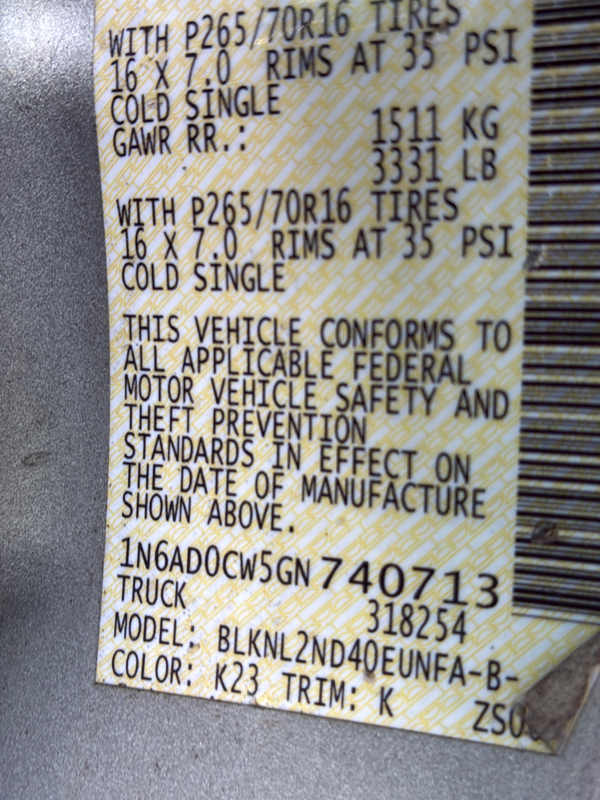 WITH P265/70R16 TIRES
16 X 7.0 RIMS AT 35 PSI
COLD SINGLE
GAWR RR.: 1511 KG
3331 LB
WITH P265/70R16 TIRES
16 X 7.0 RIMS AT 35 PSI
COLD SINGLE
THIS VEHICLE CONFORMS TO
ALL APPLICABLE FEDERAL
MOTOR VEHICLE SAFETY AND
THEFT PREVENTION
STANDARDS IN EFFECT ON
THE DATE OF MANUFACTURE
SHOWN ABOVE.
1N6AD0CW5GN740713
TRUCK 318254
MODEL: BLKNL2ND40EUNFA-B-
COLOR: K23 TRIM: K